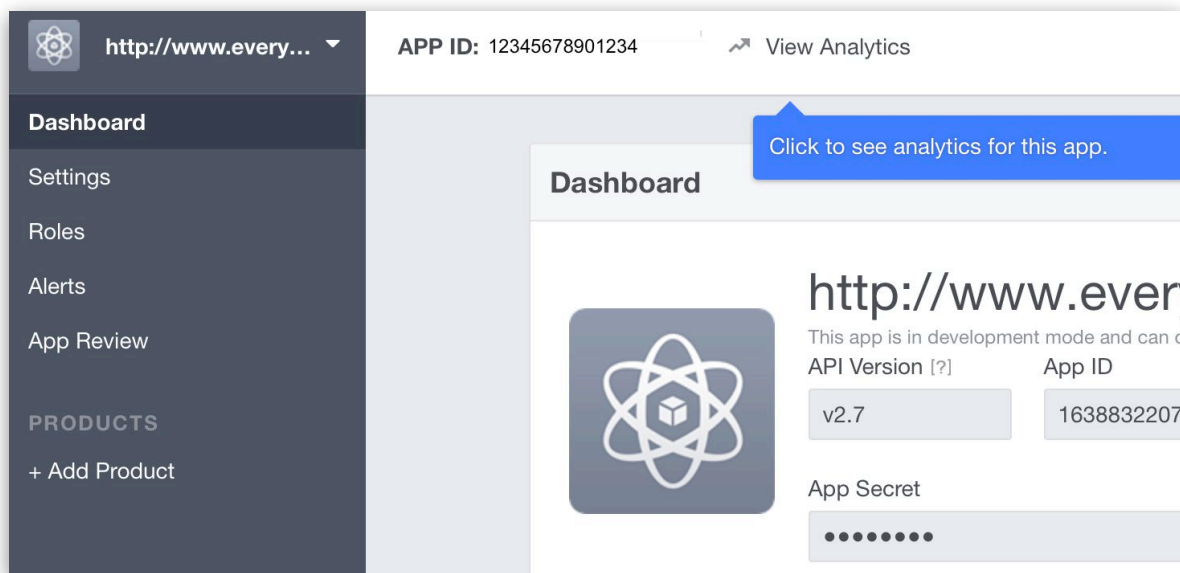 http://www.every...
APP ID: 12345678901234
View Analytics
Dashboard
Click to see analytics for this app.
Settings
Dashboard
Roles
Alerts
App Review
http://www.ever
This app is in development mode and can
API Version [?]
App ID
v2.7
1638832207
PRODUCTS
+ Add Product
App Secret
••••••••